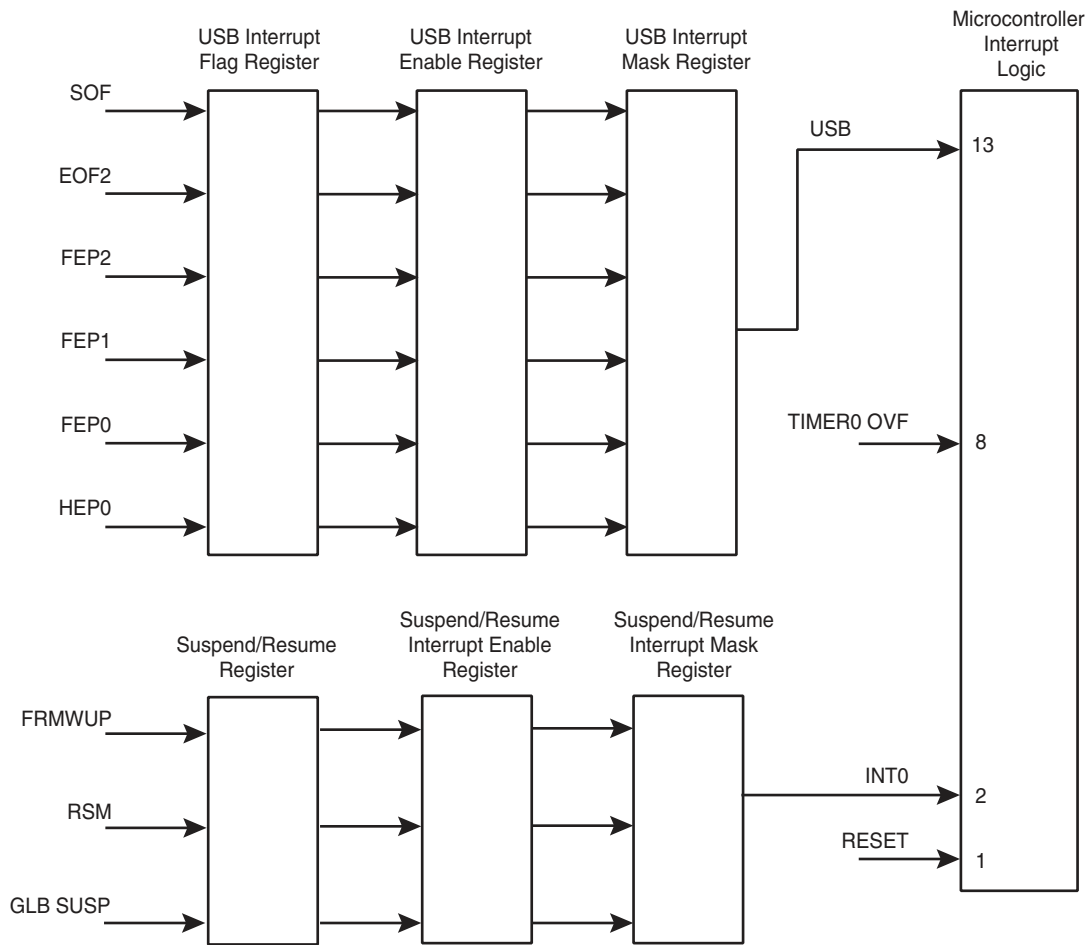 USB Interrupt
Flag Register
USB Interrupt
Enable Register
USB Interrupt
Mask Register
Microcontroller
Interrupt
Logic
SOF
EOF2
FEP2
FEP1
FEP0
HEP0
USB
13
TIMER0 OVF
8
Suspend/Resume
Register
Suspend/Resume
Interrupt Enable
Register
Suspend/Resume
Interrupt Mask
Register
FRMWUP
RSM
GLB SUSP
INT0
2
RESET
1